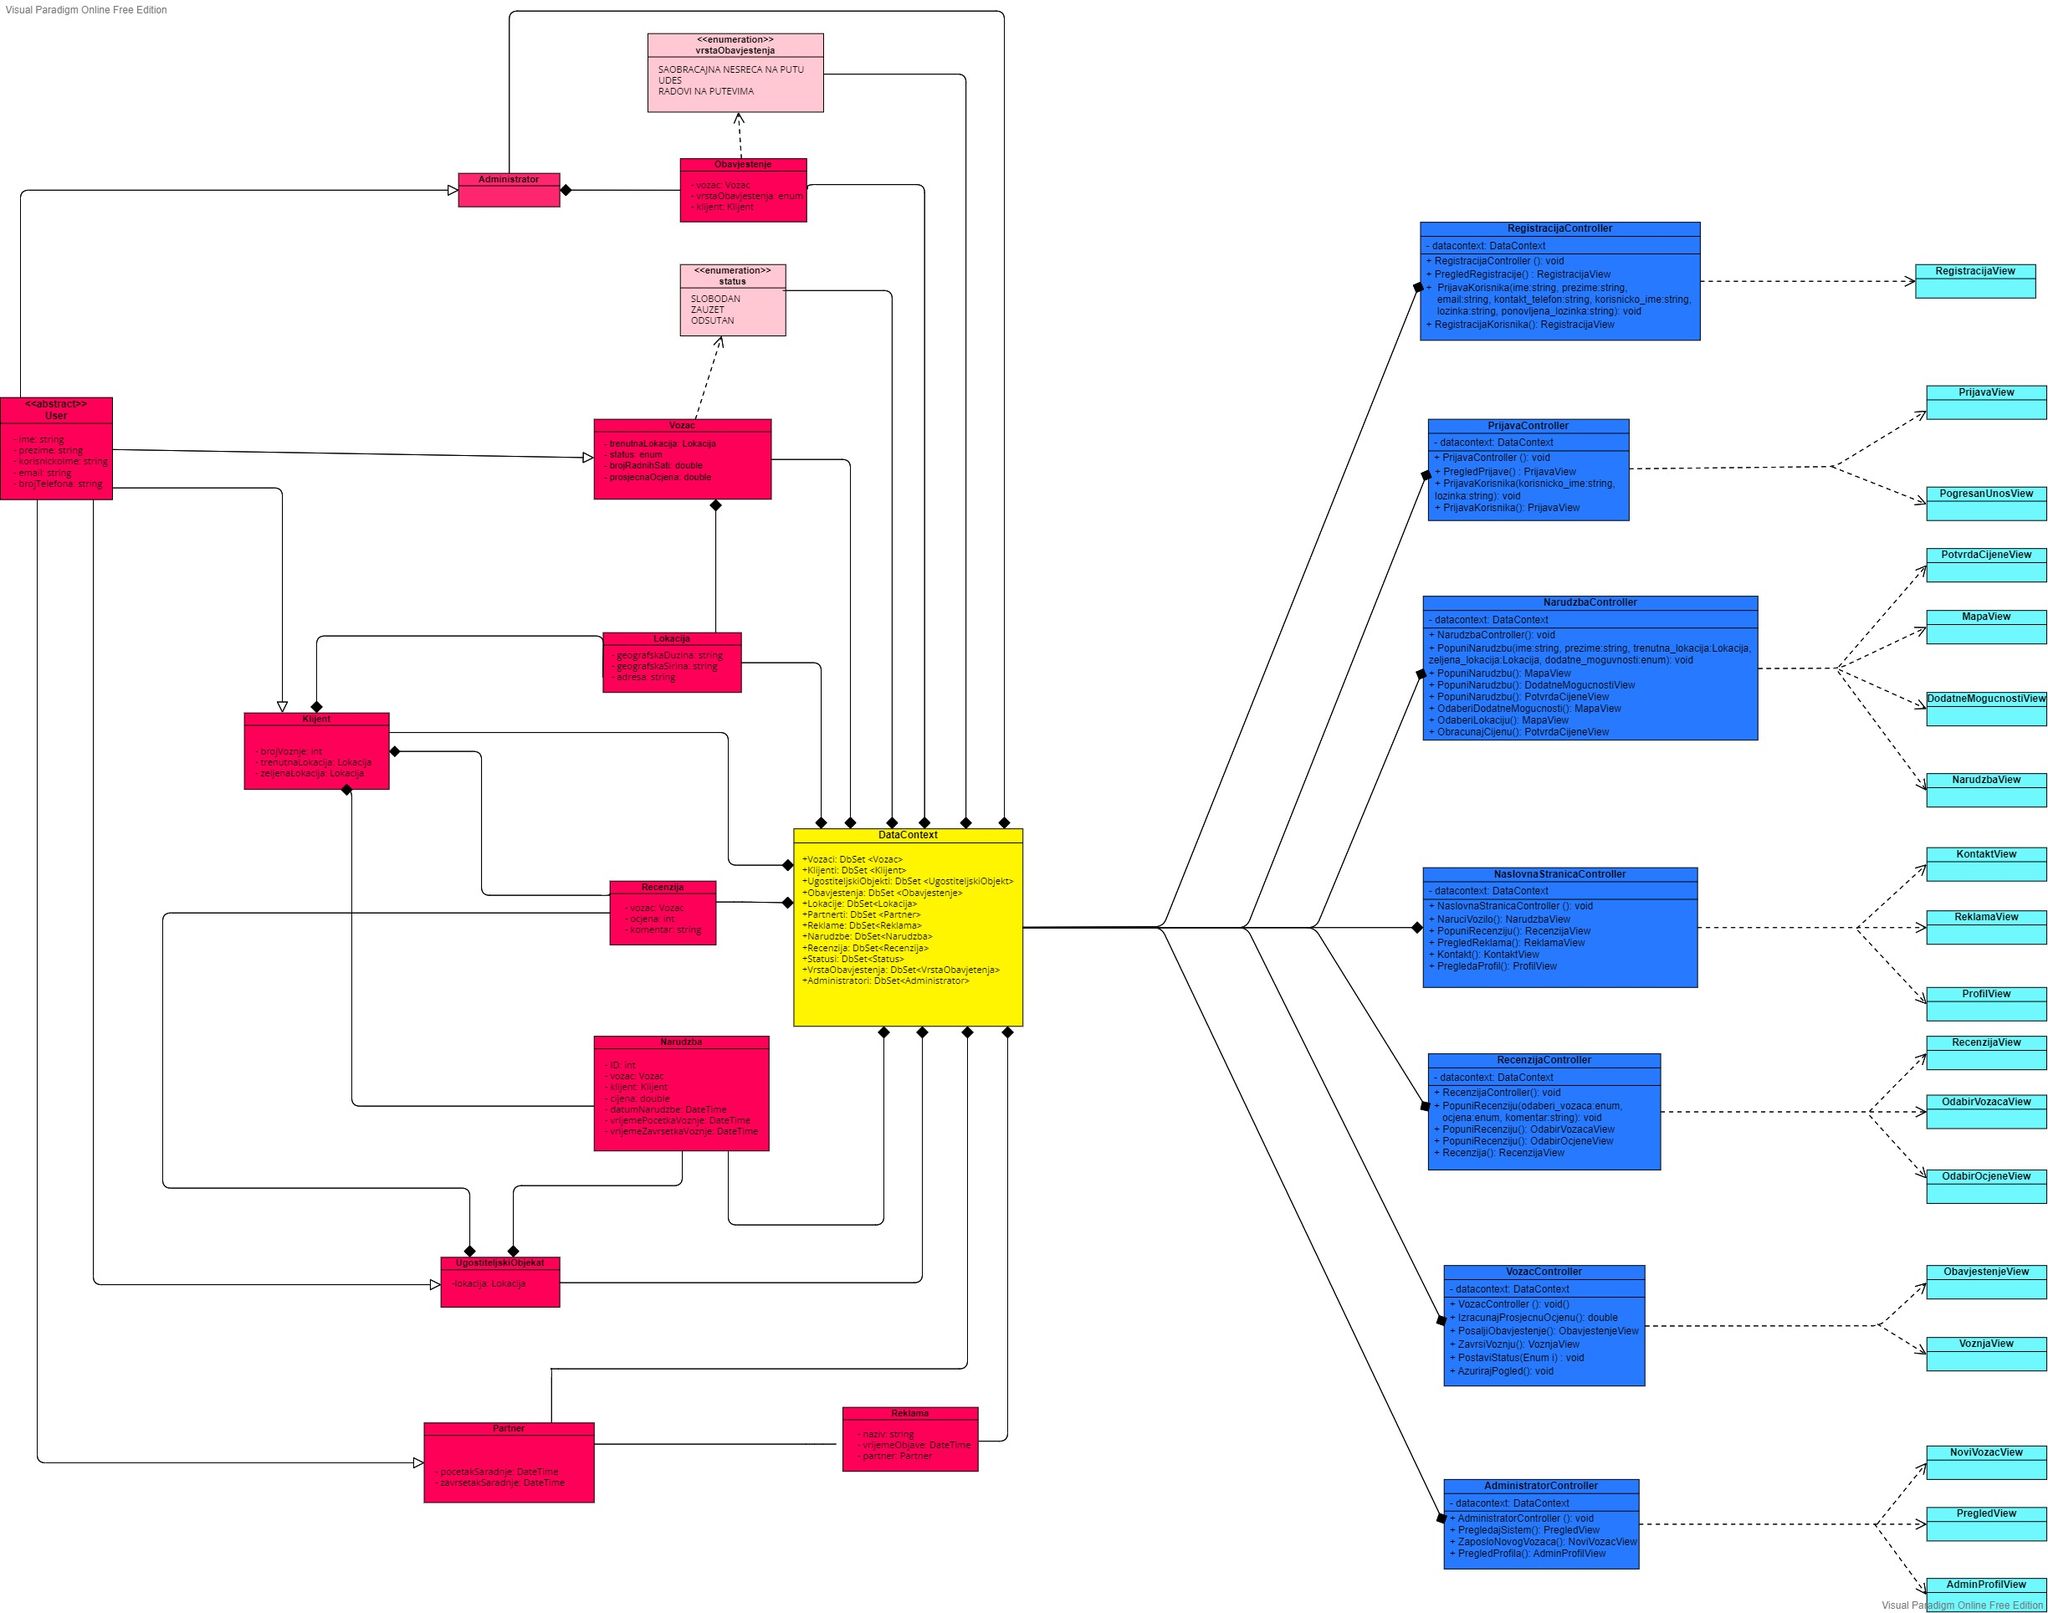 Visual Paradigm Online Free Edition
<<enumeration>>
vrstaObavjestenja
SAOBRACAJNA NESRECA NA PUTU
UDES
RADOVI NA PUTEVIMA
Administrator
Obavjestenje
- vozac: Vozac
- vrstaObavjestenja: enum
- klijent: Klijent
<<enumeration>>
status
SLOBODAN
ZAUZET
ODSUTAN
<<abstract>>
User
- ime: string
- prezime: string
- korisnickoIme: string
- email: string
- brojTelefona: string
Vozac
- trenutnaLokacija: Lokacija
- status: enum
- brojRadnihSati: double
- prosjecnaOcjena: double
Lokacija
- geografskaDuzina: string
- geografskaSirina: string
- adresa: string
Klijent
- brojVoznje: int
- trenutnaLokacija: Lokacija
- zeljenaLokacija: Lokacija
Recenzija
- vozac: Vozac
- ocjena: int
- komentar: string
DataContext
+Vozaci: DbSet <Vozac>
+Klijenti: DbSet <Klijent>
+UgostiteljskiObjekti: DbSet <UgostiteljskiObjekt>
+Obavjestenja: DbSet <Obavjestenje>
+Lokacije: DbSet<Lokacija>
+Partnerti: DbSet <Partner>
+Reklame: DbSet<Reklama>
+Narudzbe: DbSet<Narudzba>
+Recenzija: DbSet<Recenzija>
+Statusi: DbSet<Status>
+VrstaObavjestenja: DbSet<VrstaObavjetenja>
+Administratori: DbSet<Administrator>
Narudzba
- ID: int
- vozac: Vozac
- klijent: Klijent
- cijena: double
- datumNarudzbe: DateTime
- vrijemePocetkaVoznje: DateTime
- vrijemeZavrsetkaVoznje: DateTime
UgostiteljskiObjekat
-lokacija: Lokacija
Partner
- pocetakSaradnje: DateTime
- zavrsetakSaradnje: DateTime
Reklama
- naziv: string
- vrijemeObjave: DateTime
- partner: Partner
RegistracijaController
- datacontext: DataContext
+ RegistracijaController (): void
+ PregledRegistracije() : RegistracijaView
+ PrijavaKorisnika(ime:string, prezime:string,
email:string, kontakt_telefon:string, korisnicko_ime:string,
lozinka:string, ponovljena_lozinka:string): void
+ RegistracijaKorisnika(): RegistracijaView
RegistracijaView
PrijavaController
- datacontext: DataContext
+ PrijavaController (): void
+ PregledPrijave() : PrijavaView
+ PrijavaKorisnika(korisnicko_ime:string,
lozinka:string): void
+ PrijavaKorisnika(): PrijavaView
PrijavaView
PogresanUnosView
NarudzbaController
- datacontext: DataContext
+ NarudzbaController(): void
+ PopuniNarudzbu(ime:string, prezime:string, trenutna_lokacija:Lokacija,
zeljena_lokacija:Lokacija, dodatne_moguvnosti:enum): void
+ PopuniNarudzbu(): MapaView
+ PopuniNarudzbu(): DodatneMogucnostiView
+ PopuniNarudzbu(): PotvrdaCijeneView
+ OdaberiDodatneMogucnosti(): MapaView
+ OdaberiLokaciju(): MapaView
+ ObracunajCijenu(): PotvrdaCijeneView
PotvrdaCijeneView
MapaView
DodatneMogucnostiView
NarudzbaView
NaslovnaStranicaController
- datacontext: DataContext
+ NaslovnaStranicaController (): void
+ NaruciVozilo(): NarudzbaView
+ PopuniRecenziju(): RecenzijaView
+ PregledReklama(): ReklamaView
+ Kontakt(): KontaktView
+ PregledaProfil(): ProfilView
KontaktView
ReklamaView
ProfilView
RecenzijaController
- datacontext: DataContext
+ RecenzijaController(): void
+ PopuniRecenziju(odaberi_vozaca:enum,
ocjena:enum, komentar:string): void
+ PopuniRecenziju(): OdabirVozacaView
+ PopuniRecenziju(): OdabirOcjeneView
+ Recenzija(): RecenzijaView
RecenzijaView
OdabirVozacaView
OdabirOcjeneView
VozacController
- datacontext: DataContext
+ VozacController (): void()
+ IzracunajProsjecnuOcjenu(): double
+ PosaljiObavjestenje(): ObavjestenjeView
+ ZavrsiVoznju(): VoznjaView
+ PostaviStatus(Enum i) : void
+ AzurirajPogled(): void
ObavjestenjeView
VoznjaView
AdministratorController
- datacontext: DataContext
+ AdministratorController (): void
+ PregledajSistem(): PregledView
+ ZaposloNovogVozaca(): NoviVozacView
+ PregledProfila(): AdminProfilView
NoviVozacView
PregledView
AdminProfilView
Visual Paradigm Online Free Edition